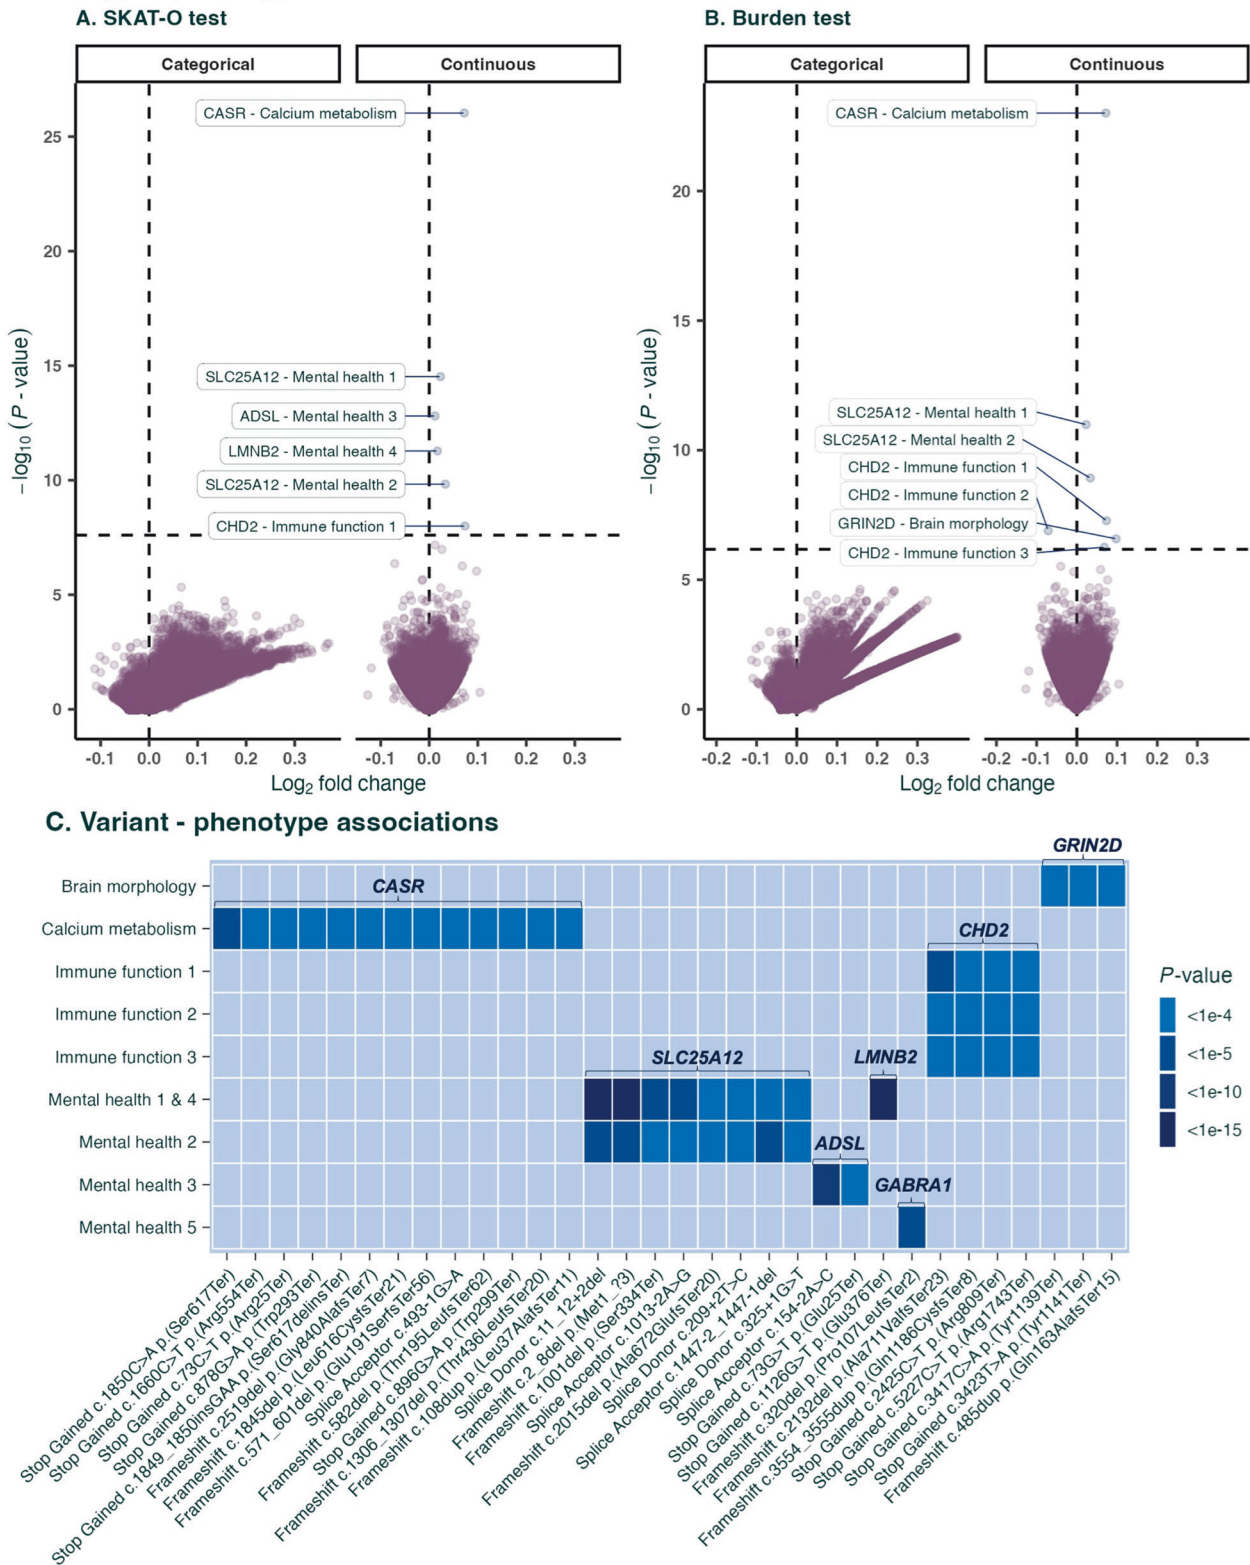 A. SKAT-O test
Categorical
Continuous
CASR - Calcium metabolism
SLC25A12 - Mental health 1
ADSL - Mental health 3
LMNB2 - Mental health 4
SLC25A12 - Mental health 2
CHD2 - Immune function 1
25
20
15
10
5
0
−log10 (P - value)
-0.1 0.0 0.1 0.2 0.3
-0.1 0.0 0.1 0.2 0.3
Log2 fold change
B. Burden test
Categorical
Continuous
CASR - Calcium metabolism
SLC25A12 - Mental health 1
SLC25A12 - Mental health 2
CHD2 - Immune function 1
CHD2 - Immune function 2
GRIN2D - Brain morphology
CHD2 - Immune function 3
20
15
10
5
0
−log10 (P - value)
-0.2 -0.1 0.0 0.1 0.2 0.3
-0.2 -0.1 0.0 0.1 0.2 0.3
Log2 fold change
C. Variant - phenotype associations
GRIN2D
CASR
CHD2
SLC25A12
LMNB2
ADSL
GABRA1
Brain morphology
Calcium metabolism
Immune function 1
Immune function 2
Immune function 3
Mental health 1 & 4
Mental health 2
Mental health 3
Mental health 5
P-value
<1e-4
<1e-5
<1e-10
<1e-15
Stop Gained c.1850C>A p.(Ser617Ter)
Stop Gained c.1660C>T p.(Arg554Ter)
Stop Gained c.73C>T p.(Arg25Ter)
Stop Gained c.878G>A p.(Trp293Ter)
Stop Gained c.1849_1850insGAA p.(Ser617delinsTer)
Frameshift c.2519del p.(Gly840AlafsTer7)
Frameshift c.1845del p.(Leu616CysfsTer21)
Frameshift c.571_601del p.(Glu191SerfsTer56)
Splice Acceptor c.493-1G>A
Frameshift c.582del p.(Thr195LeufsTer62)
Stop Gained c.896G>A p.(Trp299Ter)
Frameshift c.1306_1307del p.(Thr436LeufsTer20)
Frameshift c.108dup p.(Leu37AlafsTer11)
Splice Donor c.11_12+2del
Frameshift c.2_8del p.(Met1_?3)
Frameshift c.1001del p.(Ser334Ter)
Splice Acceptor c.1013-2A>G
Frameshift c.2015del p.(Ala672GlufsTer20)
Splice Donor c.209+2T>C
Splice Acceptor c.1447-2_1447-1del
Splice Donor c.325+1G>T
Splice Acceptor c.154-2A>C
Stop Gained c.73G>T p.(Glu25Ter)
Stop Gained c.1126G>T p.(Glu376Ter)
Frameshift c.320del p.(Pro107LeufsTer2)
Frameshift c.2132del p.(Ala711ValfsTer23)
Frameshift c.3554_3555dup p.(Gln1186CysfsTer8)
Stop Gained c.2425C>T p.(Arg809Ter)
Stop Gained c.5227C>T p.(Arg1743Ter)
Stop Gained c.3417C>A p.(Tyr1139Ter)
Stop Gained c.3423T>A p.(Tyr1141Ter)
Frameshift c.485dup p.(Gln163AlafsTer15)